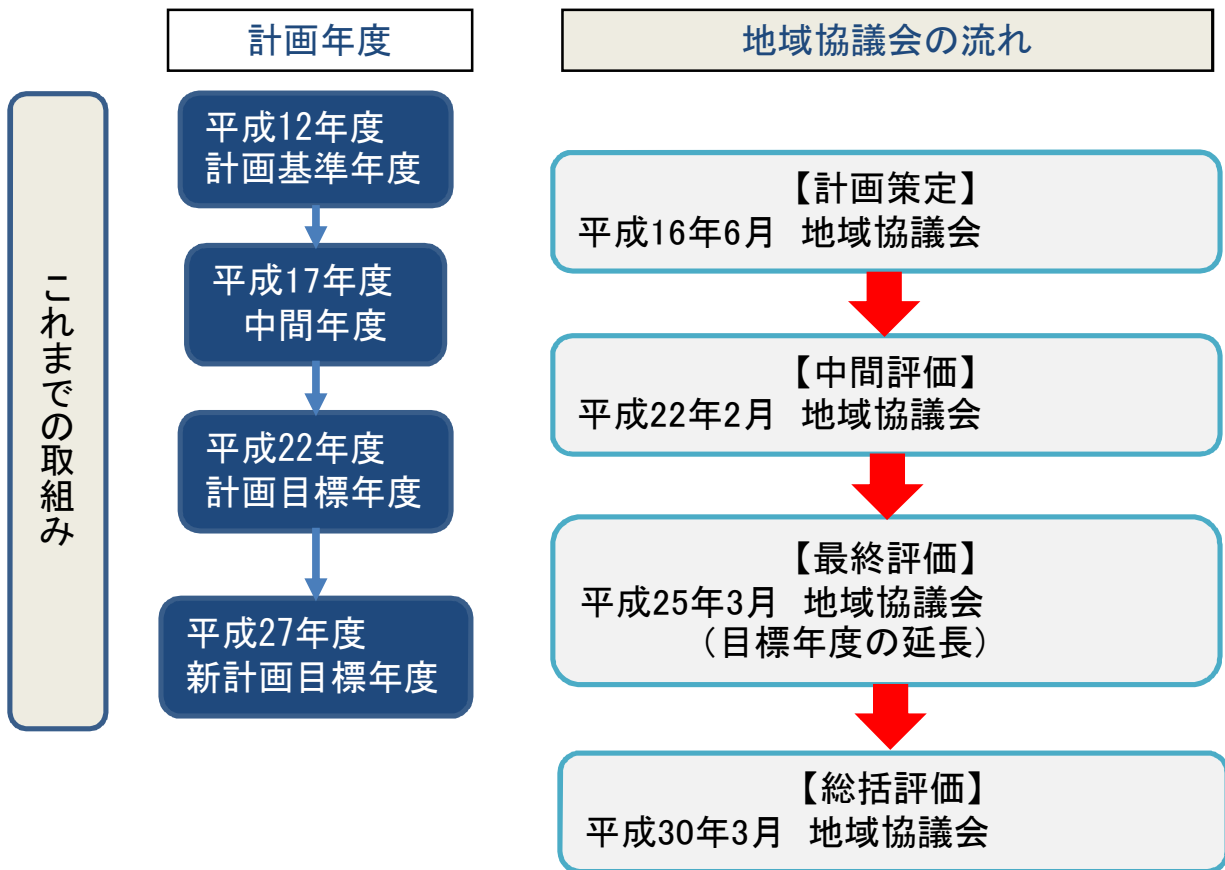 計画年度
地域協議会の流れ
これまでの取組み
平成12年度
計画基準年度
平成17年度
中間年度
平成22年度
計画目標年度
平成27年度
新計画目標年度
【計画策定】
平成16年6月 地域協議会
【中間評価】
平成22年2月 地域協議会
【最終評価】
平成25年3月 地域協議会
（目標年度の延長）
【総括評価】
平成30年3月 地域協議会